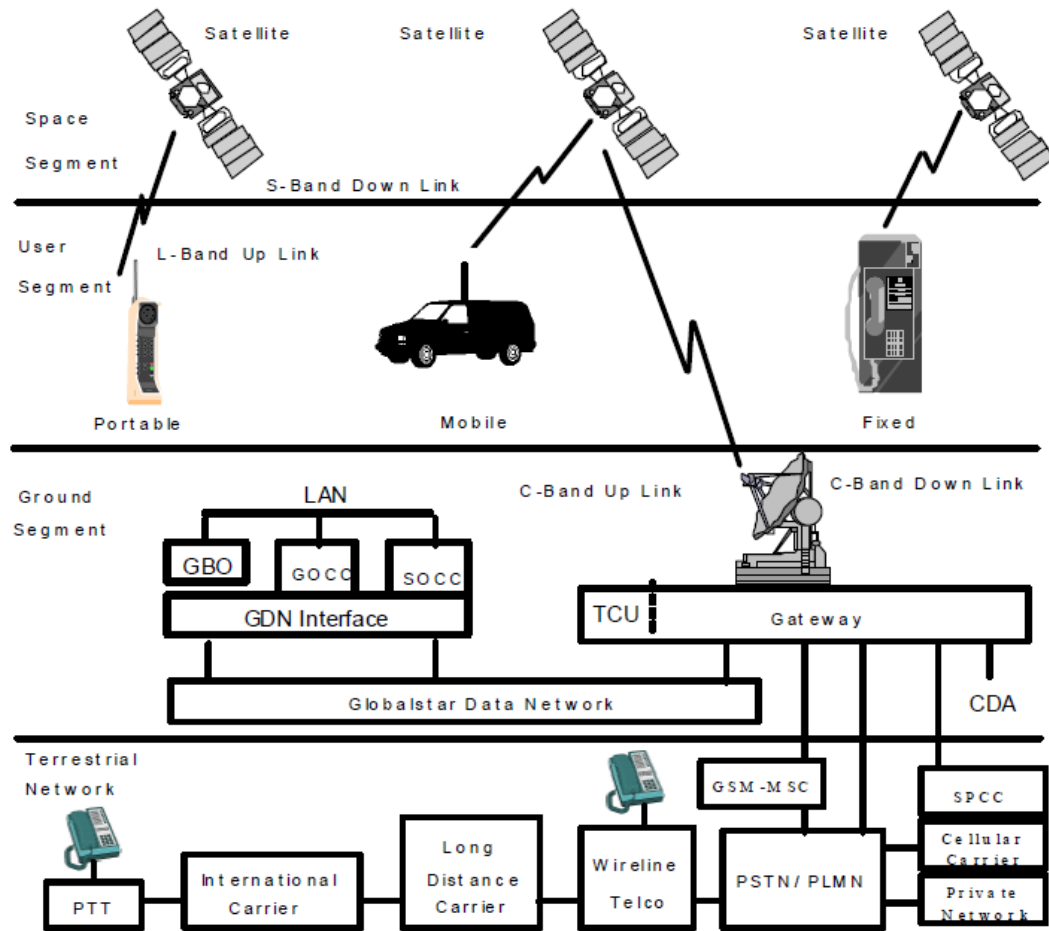 Satellite
Satellite
Satellite
Space
Segment
S-Band Down Link
User
Segment
L-Band Up Link
Portable
Mobile
Fixed
Ground
Segment
LAN
C-Band Up Link
C-Band Down Link
GBO
GOCC
SOCC
GDN Interface
TCU
Gateway
Globalstar Data Network
CDA
Terrestrial
Network
GSM-MSC
SPCC
Cellular
Carrier
Private
Network
PTT
International
Carrier
Long
Distance
Carrier
Wireline
Telco
PSTN/ PLMN